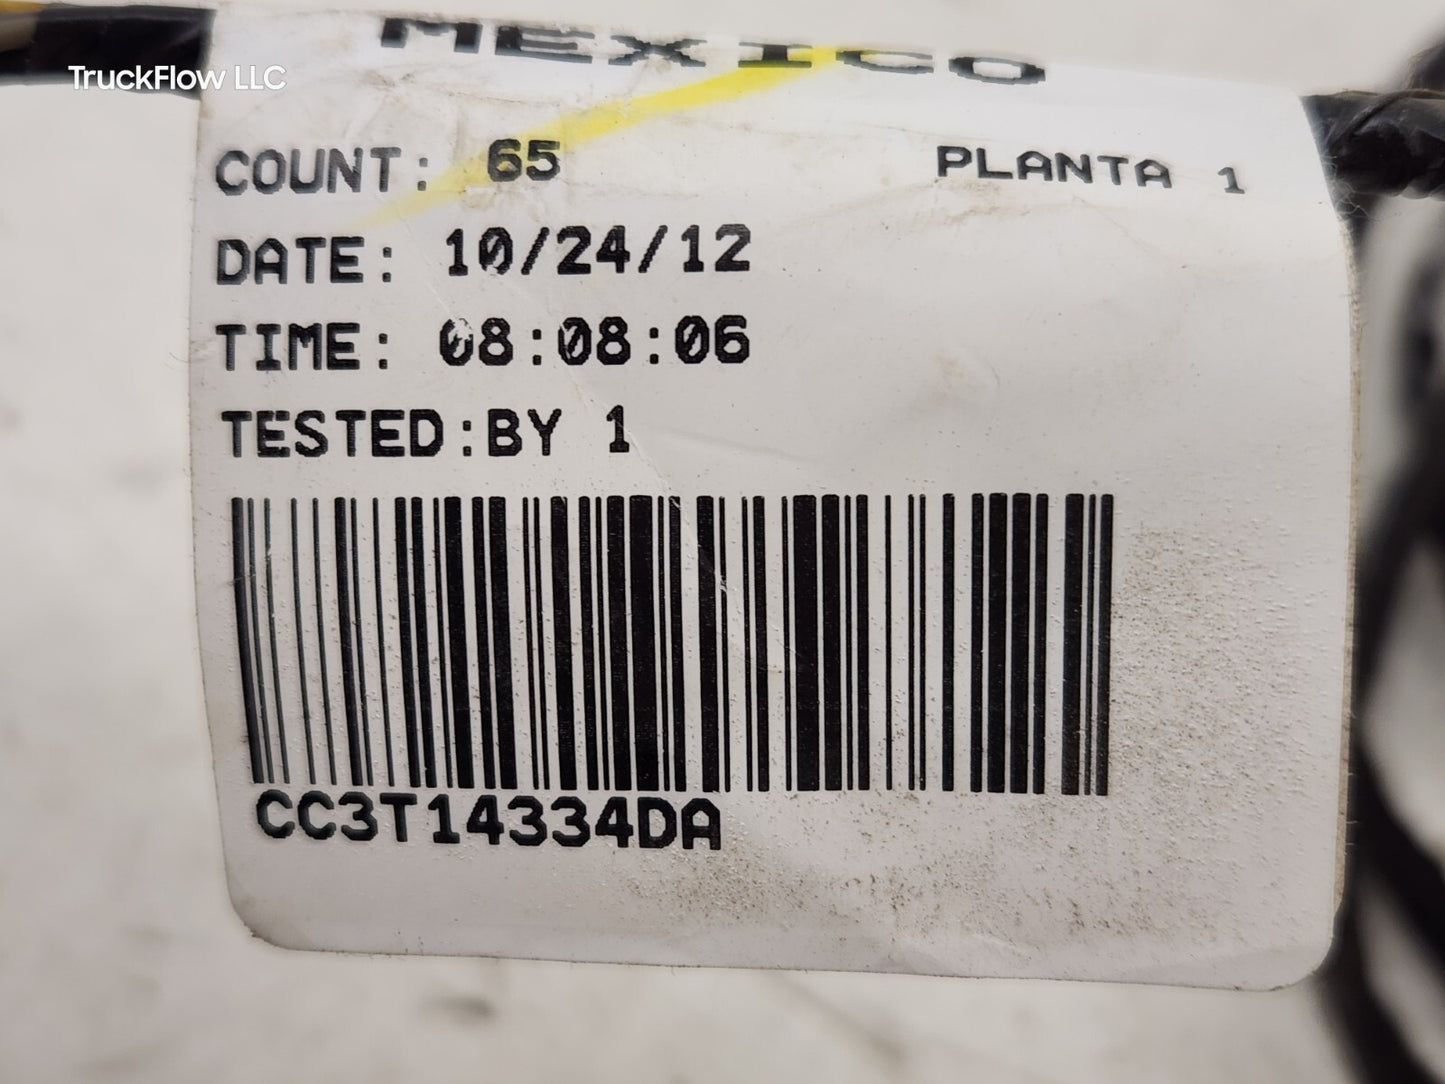 MEXICO
TruckFlow LLC
COUNT: 65 PLANTA 1
DATE: 10/24/12
TIME: 08:08:06
TESTED:BY 1
CC3T14334DA